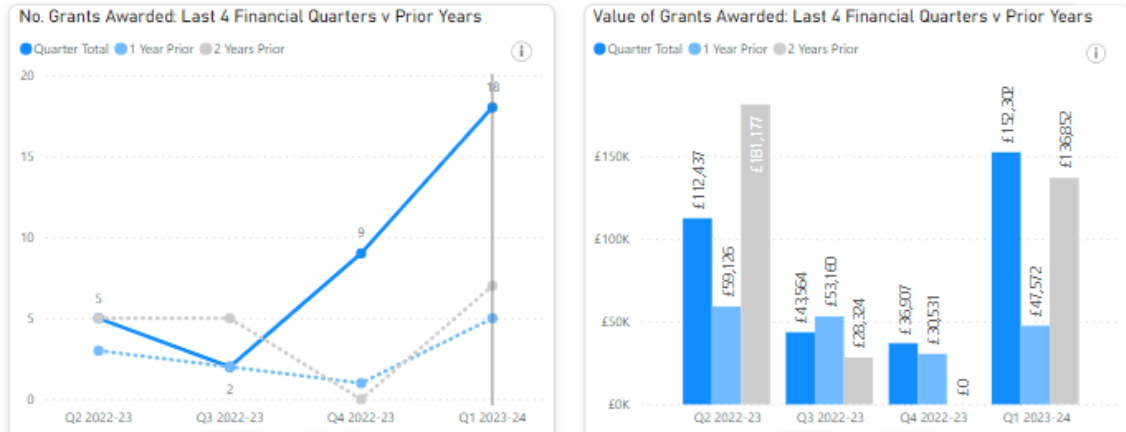 No. Grants Awarded: Last 4 Financial Quarters v Prior Years
Quarter Total 1 Year Prior 2 Years Prior
20
18
15
10
9
5
5
2
0
Q2 2022-23 Q3 2022-23 Q4 2022-23 Q1 2023-24
Value of Grants Awarded: Last 4 Financial Quarters v Prior Years
Quarter Total 1 Year Prior 2 Years Prior
£150K
£100K
£50K
£0K
£112,437
£59,126
£181,177
£43,564
£53,160
£28,324
£36,907
£30,531
£0
£152,302
£47,572
£136,852
Q2 2022-23 Q3 2022-23 Q4 2022-23 Q1 2023-24